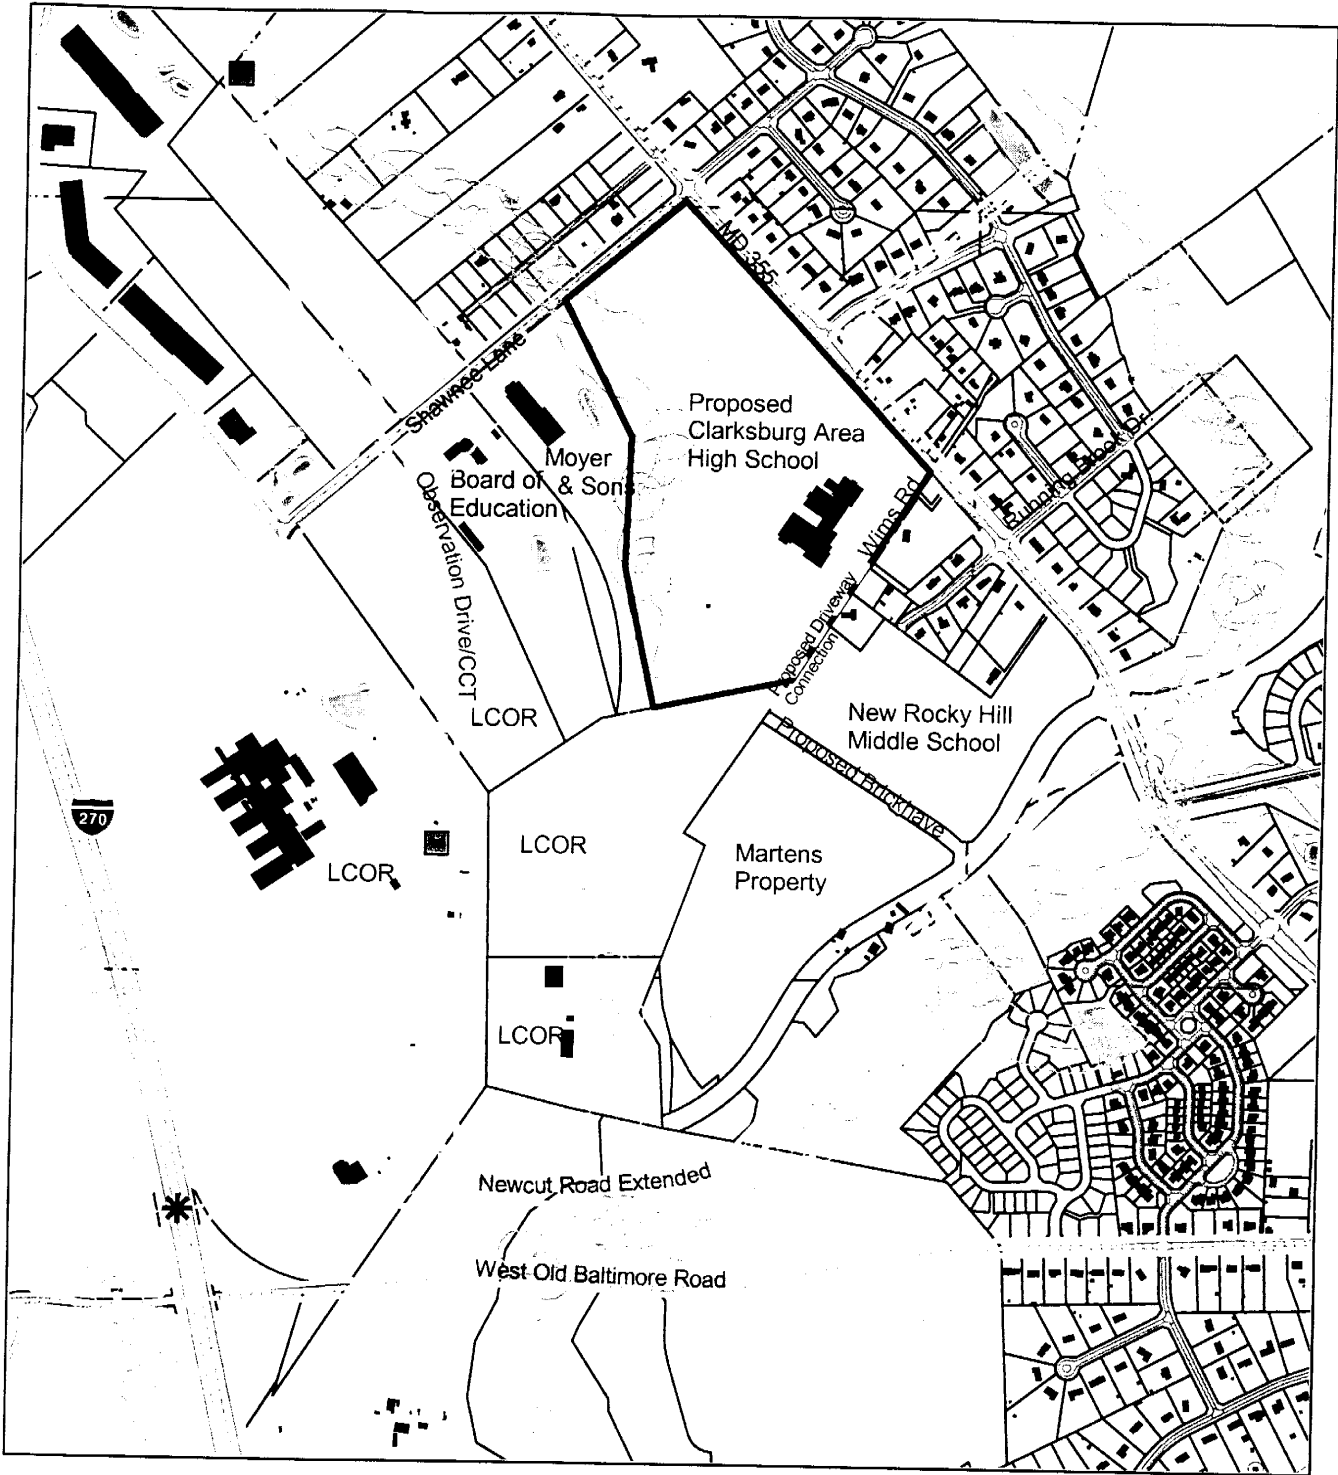 MD 355
Shawnee Lane
Proposed
Clarksburg Area
High School
Moyer
& Sons
Board of
Education
Observation Drive/CCT
Wims Rd
Running Brook Dr
Proposed Driveway
Connection
LCOR
New Rocky Hill
Middle School
Proposed Brickhave
270
LCOR
LCOR
Martens
Property
LCOR
Newcut Road Extended
West Old Baltimore Road